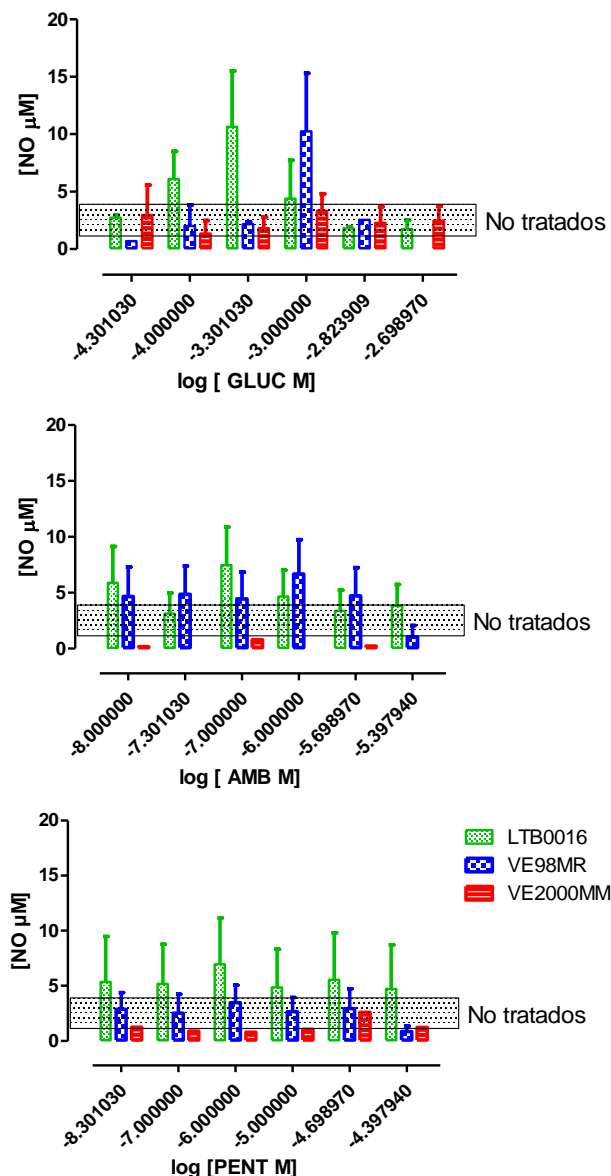 20
15
10
5
0
[NO µM]
No tratados
-4.301030
-4.000000
-3.301030
-3.000000
-2.823909
-2.698970
log [ GLUC M]
20
15
10
5
0
[NO µM]
No tratados
-8.000000
-7.301030
-7.000000
-6.000000
-5.698970
-5.397940
log [ AMB M]
20
15
10
5
0
[NO µM]
LTB0016
VE98MR
VE2000MM
No tratados
-8.301030
-7.000000
-6.000000
-5.000000
-4.698970
-4.397940
log [PENT M]